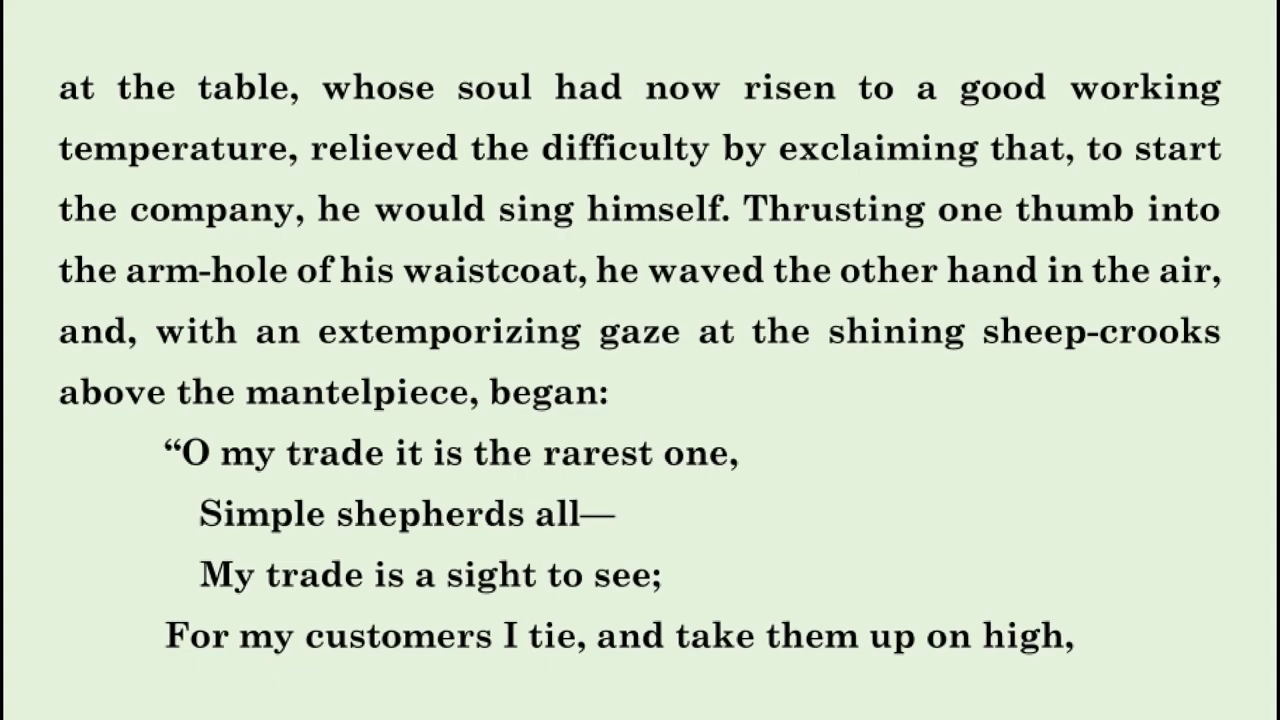 at the table, whose soul had now risen to a good working
temperature, relieved the difficulty by exclaiming that, to start
the company, he would sing himself. Thrusting one thumb into
the arm-hole of his waistcoat, he waved the other hand in the air,
and, with an extemporizing gaze at the shining sheep-crooks
above the mantelpiece, began:
“O my trade it is the rarest one,
Simple shepherds all—
My trade is a sight to see;
For my customers I tie, and take them up on high,